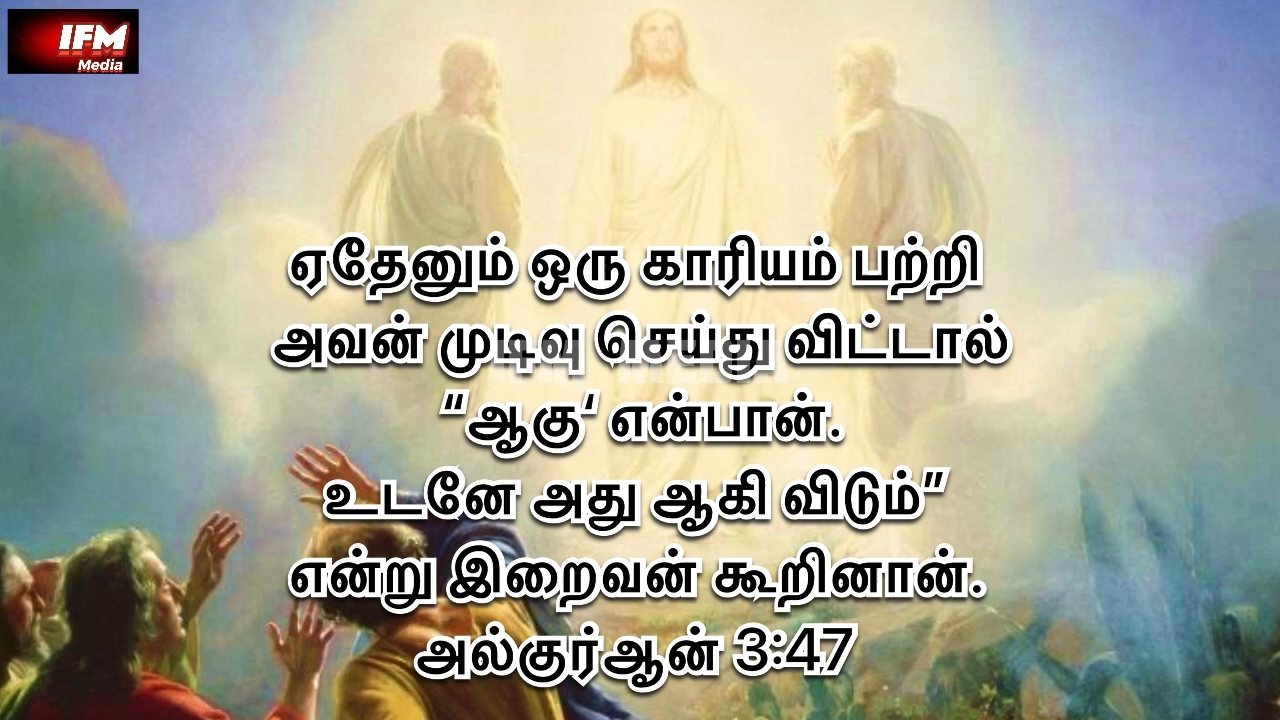 IFM
Media
ஏதேனும் ஒரு காரியம் பற்றி
அவன் முடிவு செய்து விட்டால்
“ஆகு‘ என்பான்.
உடனே அது ஆகி விடும்”
என்று இறைவன் கூறினான்.
அல்குர்ஆன் 3:47